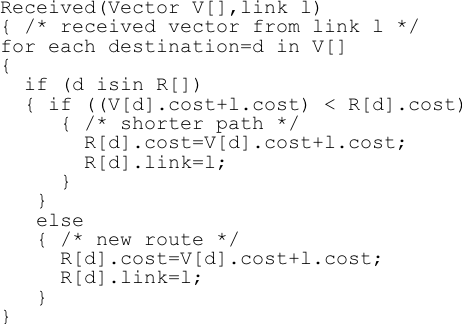 Received(Vector V[],link l)
{ /* received vector from link l */
for each destination=d in V[]
{
  if (d isin R[])
  { if ((V[d].cost+l.cost) < R[d].cost)
     { /* shorter path */
       R[d].cost=V[d].cost+l.cost;
       R[d].link=l;
     }
   }
   else
   { /* new route */
     R[d].cost=V[d].cost+l.cost;
     R[d].link=l;
   }
}